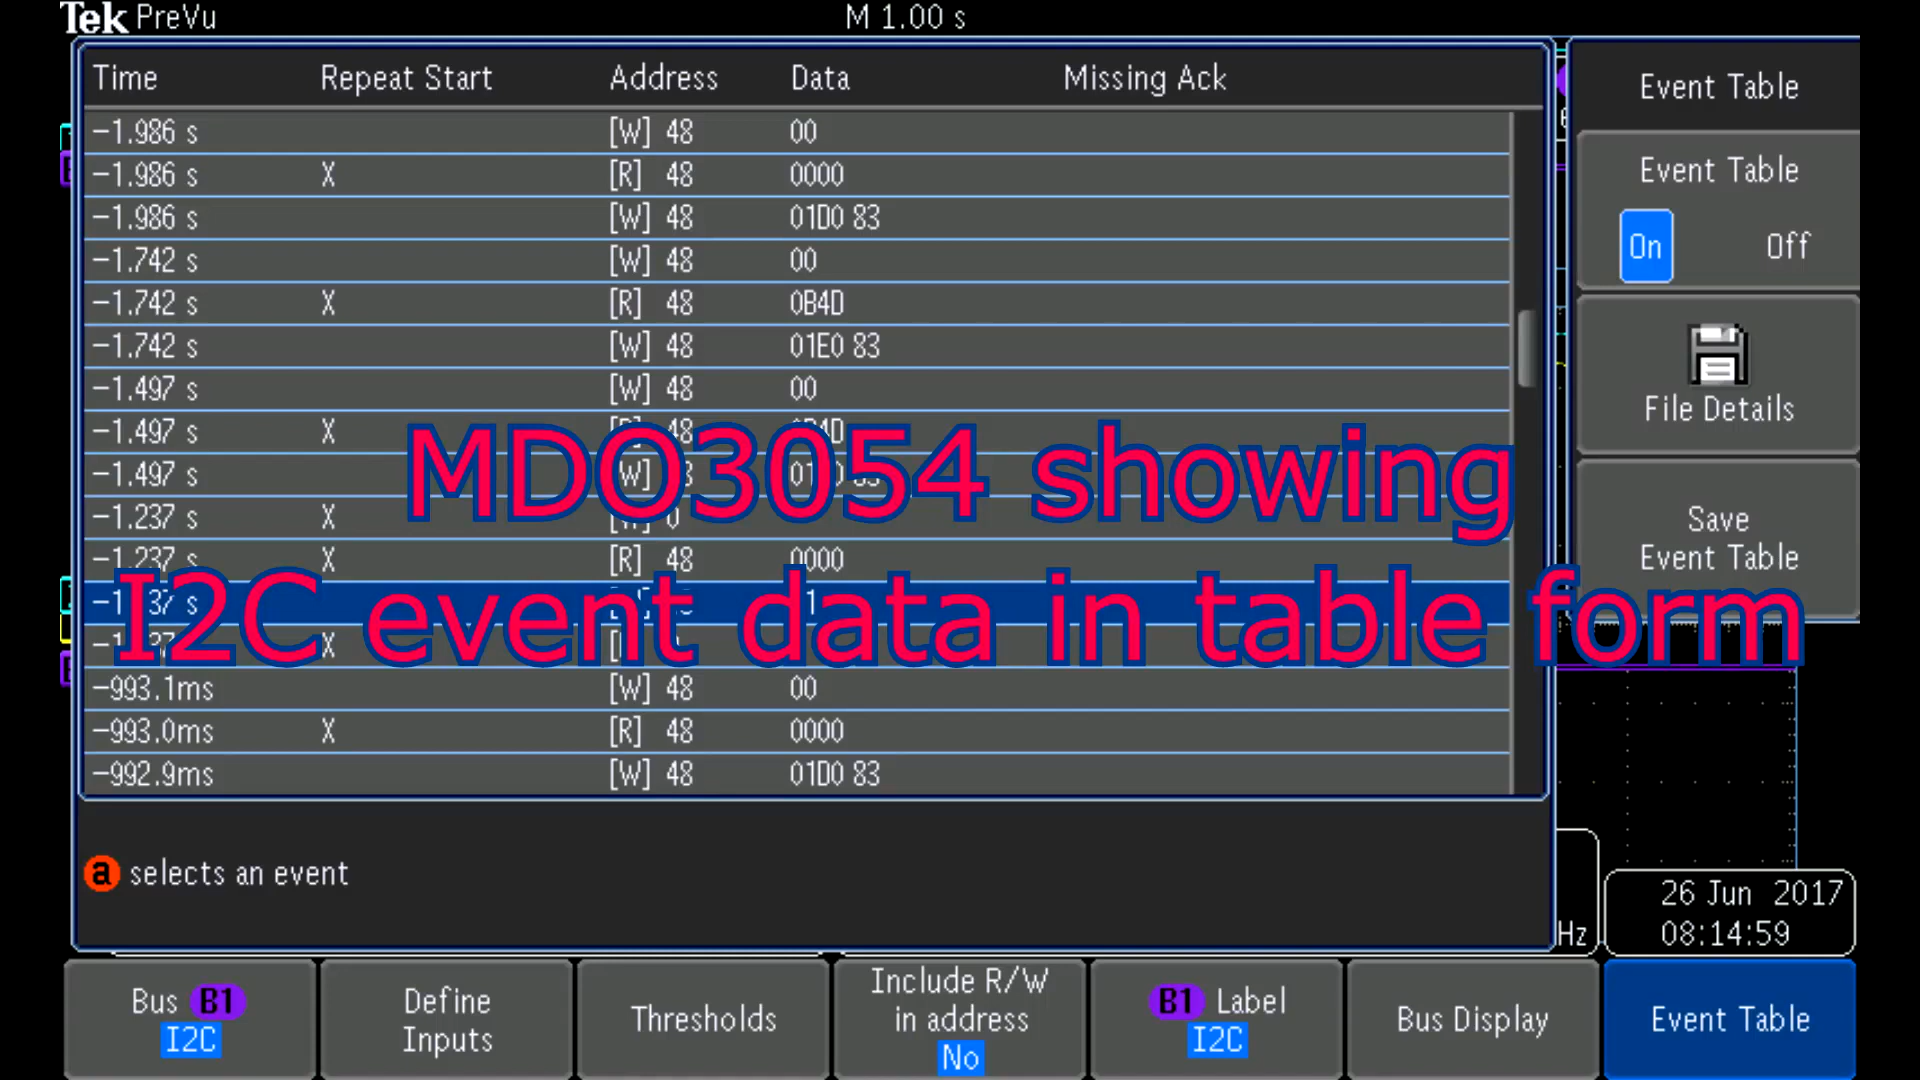 Tek PreVu M 1.00 s
Time Repeat Start Address Data Missing Ack
-1.986 s [W] 48 00
-1.986 s X [R] 48 0000
-1.986 s [W] 48 01D0 83
-1.742 s [W] 48 00
-1.742 s X [R] 48 0B4D
-1.742 s [W] 48 01E0 83
-1.497 s [W] 48 00
-1.497 s X
-1.497 s
-1.237 s X
-1.237 s X [R] 48 0000
X
-993.1ms [W] 48 00
-993.0ms X [R] 48 0000
-992.9ms [W] 48 01D0 83
MDO3054 showing
I2C event data in table form
a selects an event
Event Table
Event Table
On Off
File Details
Save
Event Table
Hz
26 Jun 2017
08:14:59
Bus B1
I2C
Define
Inputs
Thresholds
Include R/W
in address
No
B1 Label
I2C
Bus Display
Event Table